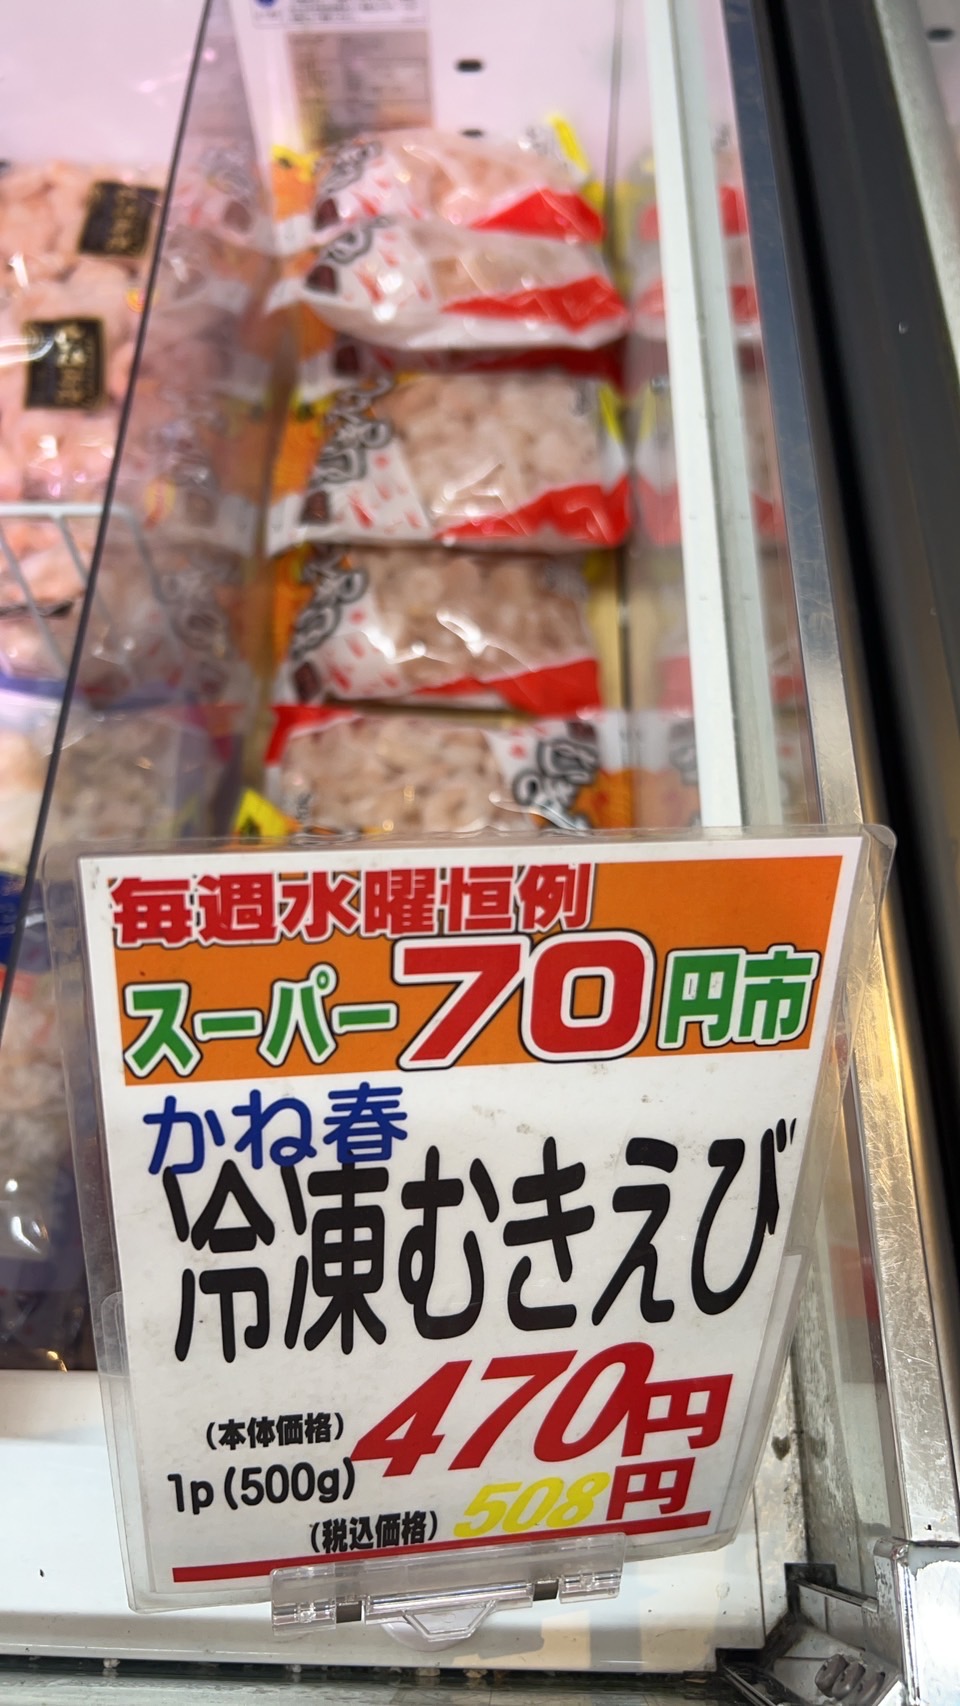 毎週水曜恒例
スーパー70円市
かね春
冷凍むきえび
(本体価格) 470円
1p(500g)
(税込価格) 508円